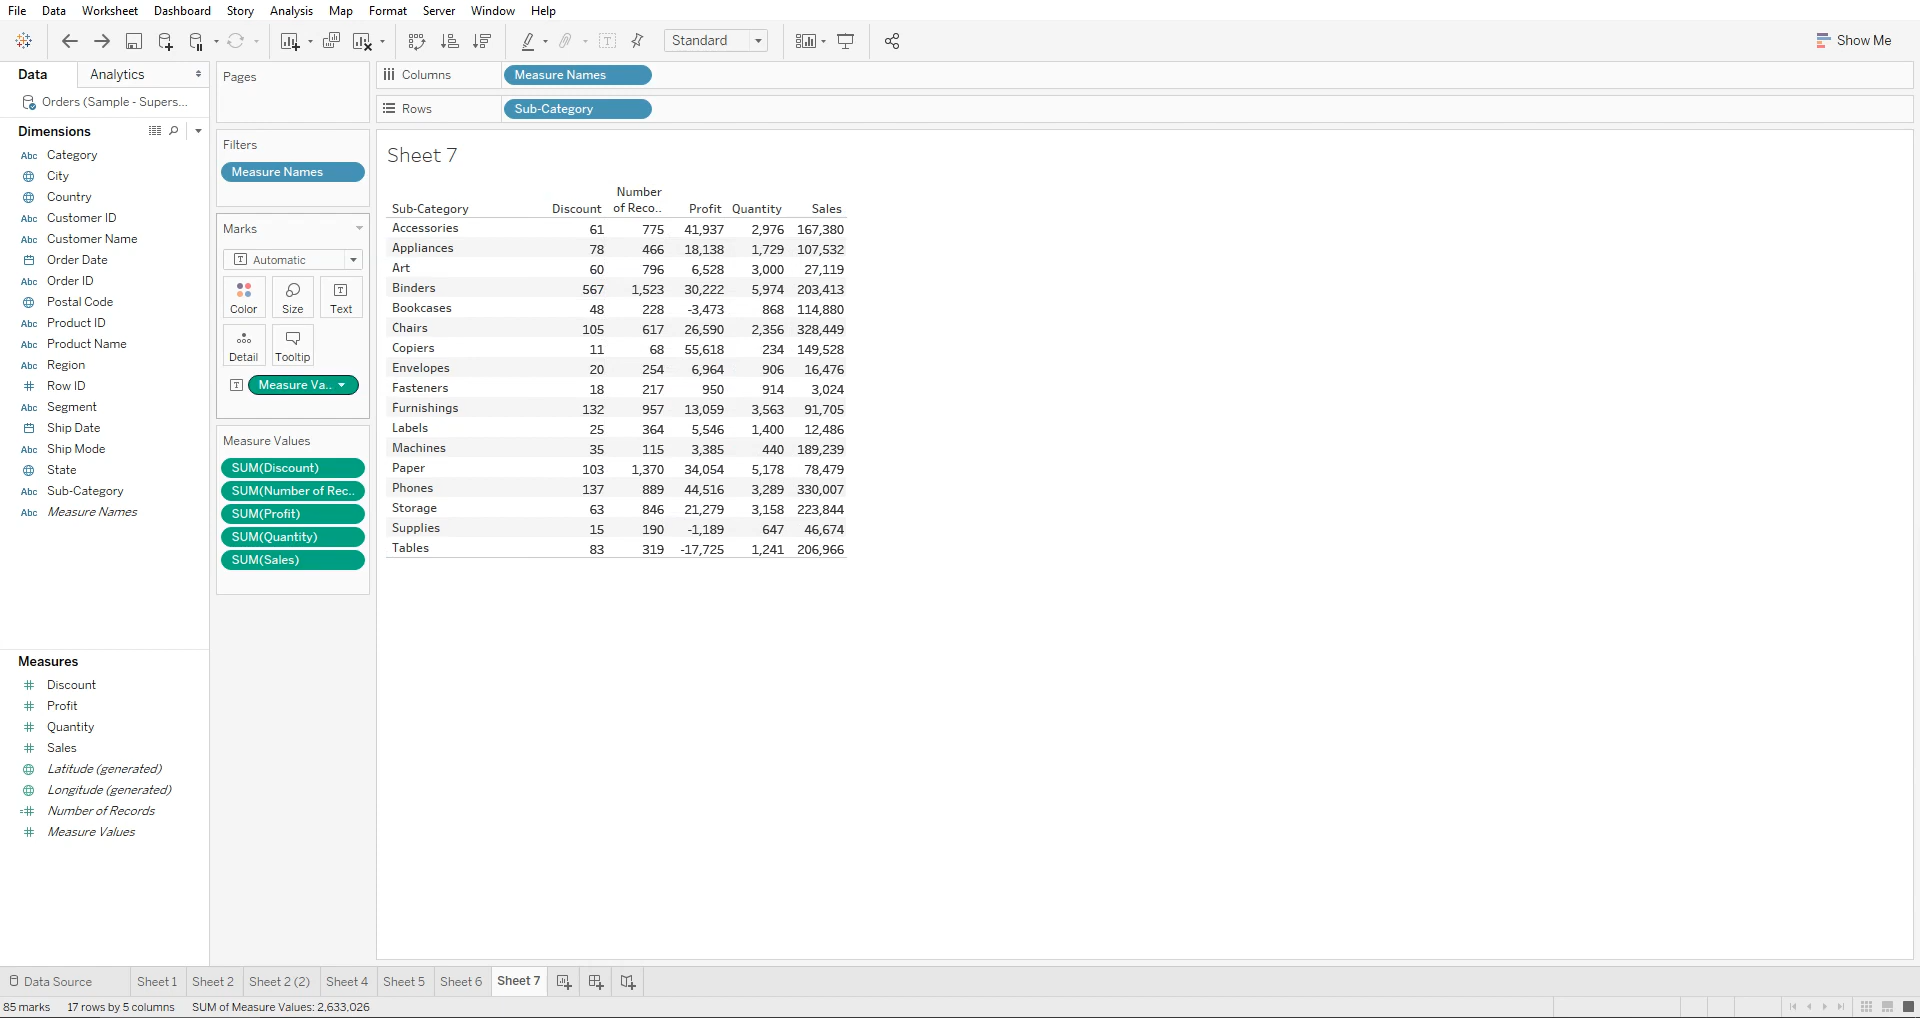 File Data Worksheet Dashboard Story Analysis Map Format Server Window Help
Standard
Show Me
Data
Analytics
Orders (Sample - Supers...
Dimensions
Abc Category
City
Country
Abc Customer ID
Abc Customer Name
Order Date
Abc Order ID
Postal Code
Abc Product ID
Abc Product Name
Abc Region
# Row ID
Abc Segment
Ship Date
Abc Ship Mode
State
Abc Sub-Category
Abc Measure Names
Measures
# Discount
# Profit
# Quantity
# Sales
Latitude (generated)
Longitude (generated)
=# Number of Records
# Measure Values
Pages
Filters
Measure Names
Marks
T Automatic
Color Size T Text
Detail Tooltip
T Measure Va..
Measure Values
SUM(Discount)
SUM(Number of Rec..
SUM(Profit)
SUM(Quantity)
SUM(Sales)
Columns Measure Names
Rows Sub-Category
Sheet 7
Sub-Category Discount Number of Reco.. Profit Quantity Sales
Accessories 61 775 41,937 2,976 167,380
Appliances 78 466 18,138 1,729 107,532
Art 60 796 6,528 3,000 27,119
Binders 567 1,523 30,222 5,974 203,413
Bookcases 48 228 -3,473 868 114,880
Chairs 105 617 26,590 2,356 328,449
Copiers 11 68 55,618 234 149,528
Envelopes 20 254 6,964 906 16,476
Fasteners 18 217 950 914 3,024
Furnishings 132 957 13,059 3,563 91,705
Labels 25 364 5,546 1,400 12,486
Machines 35 115 3,385 440 189,239
Paper 103 1,370 34,054 5,178 78,479
Phones 137 889 44,516 3,289 330,007
Storage 63 846 21,279 3,158 223,844
Supplies 15 190 -1,189 647 46,674
Tables 83 319 -17,725 1,241 206,966
Data Source Sheet 1 Sheet 2 Sheet 2 (2) Sheet 4 Sheet 5 Sheet 6 Sheet 7
85 marks 17 rows by 5 columns SUM of Measure Values: 2,633,026